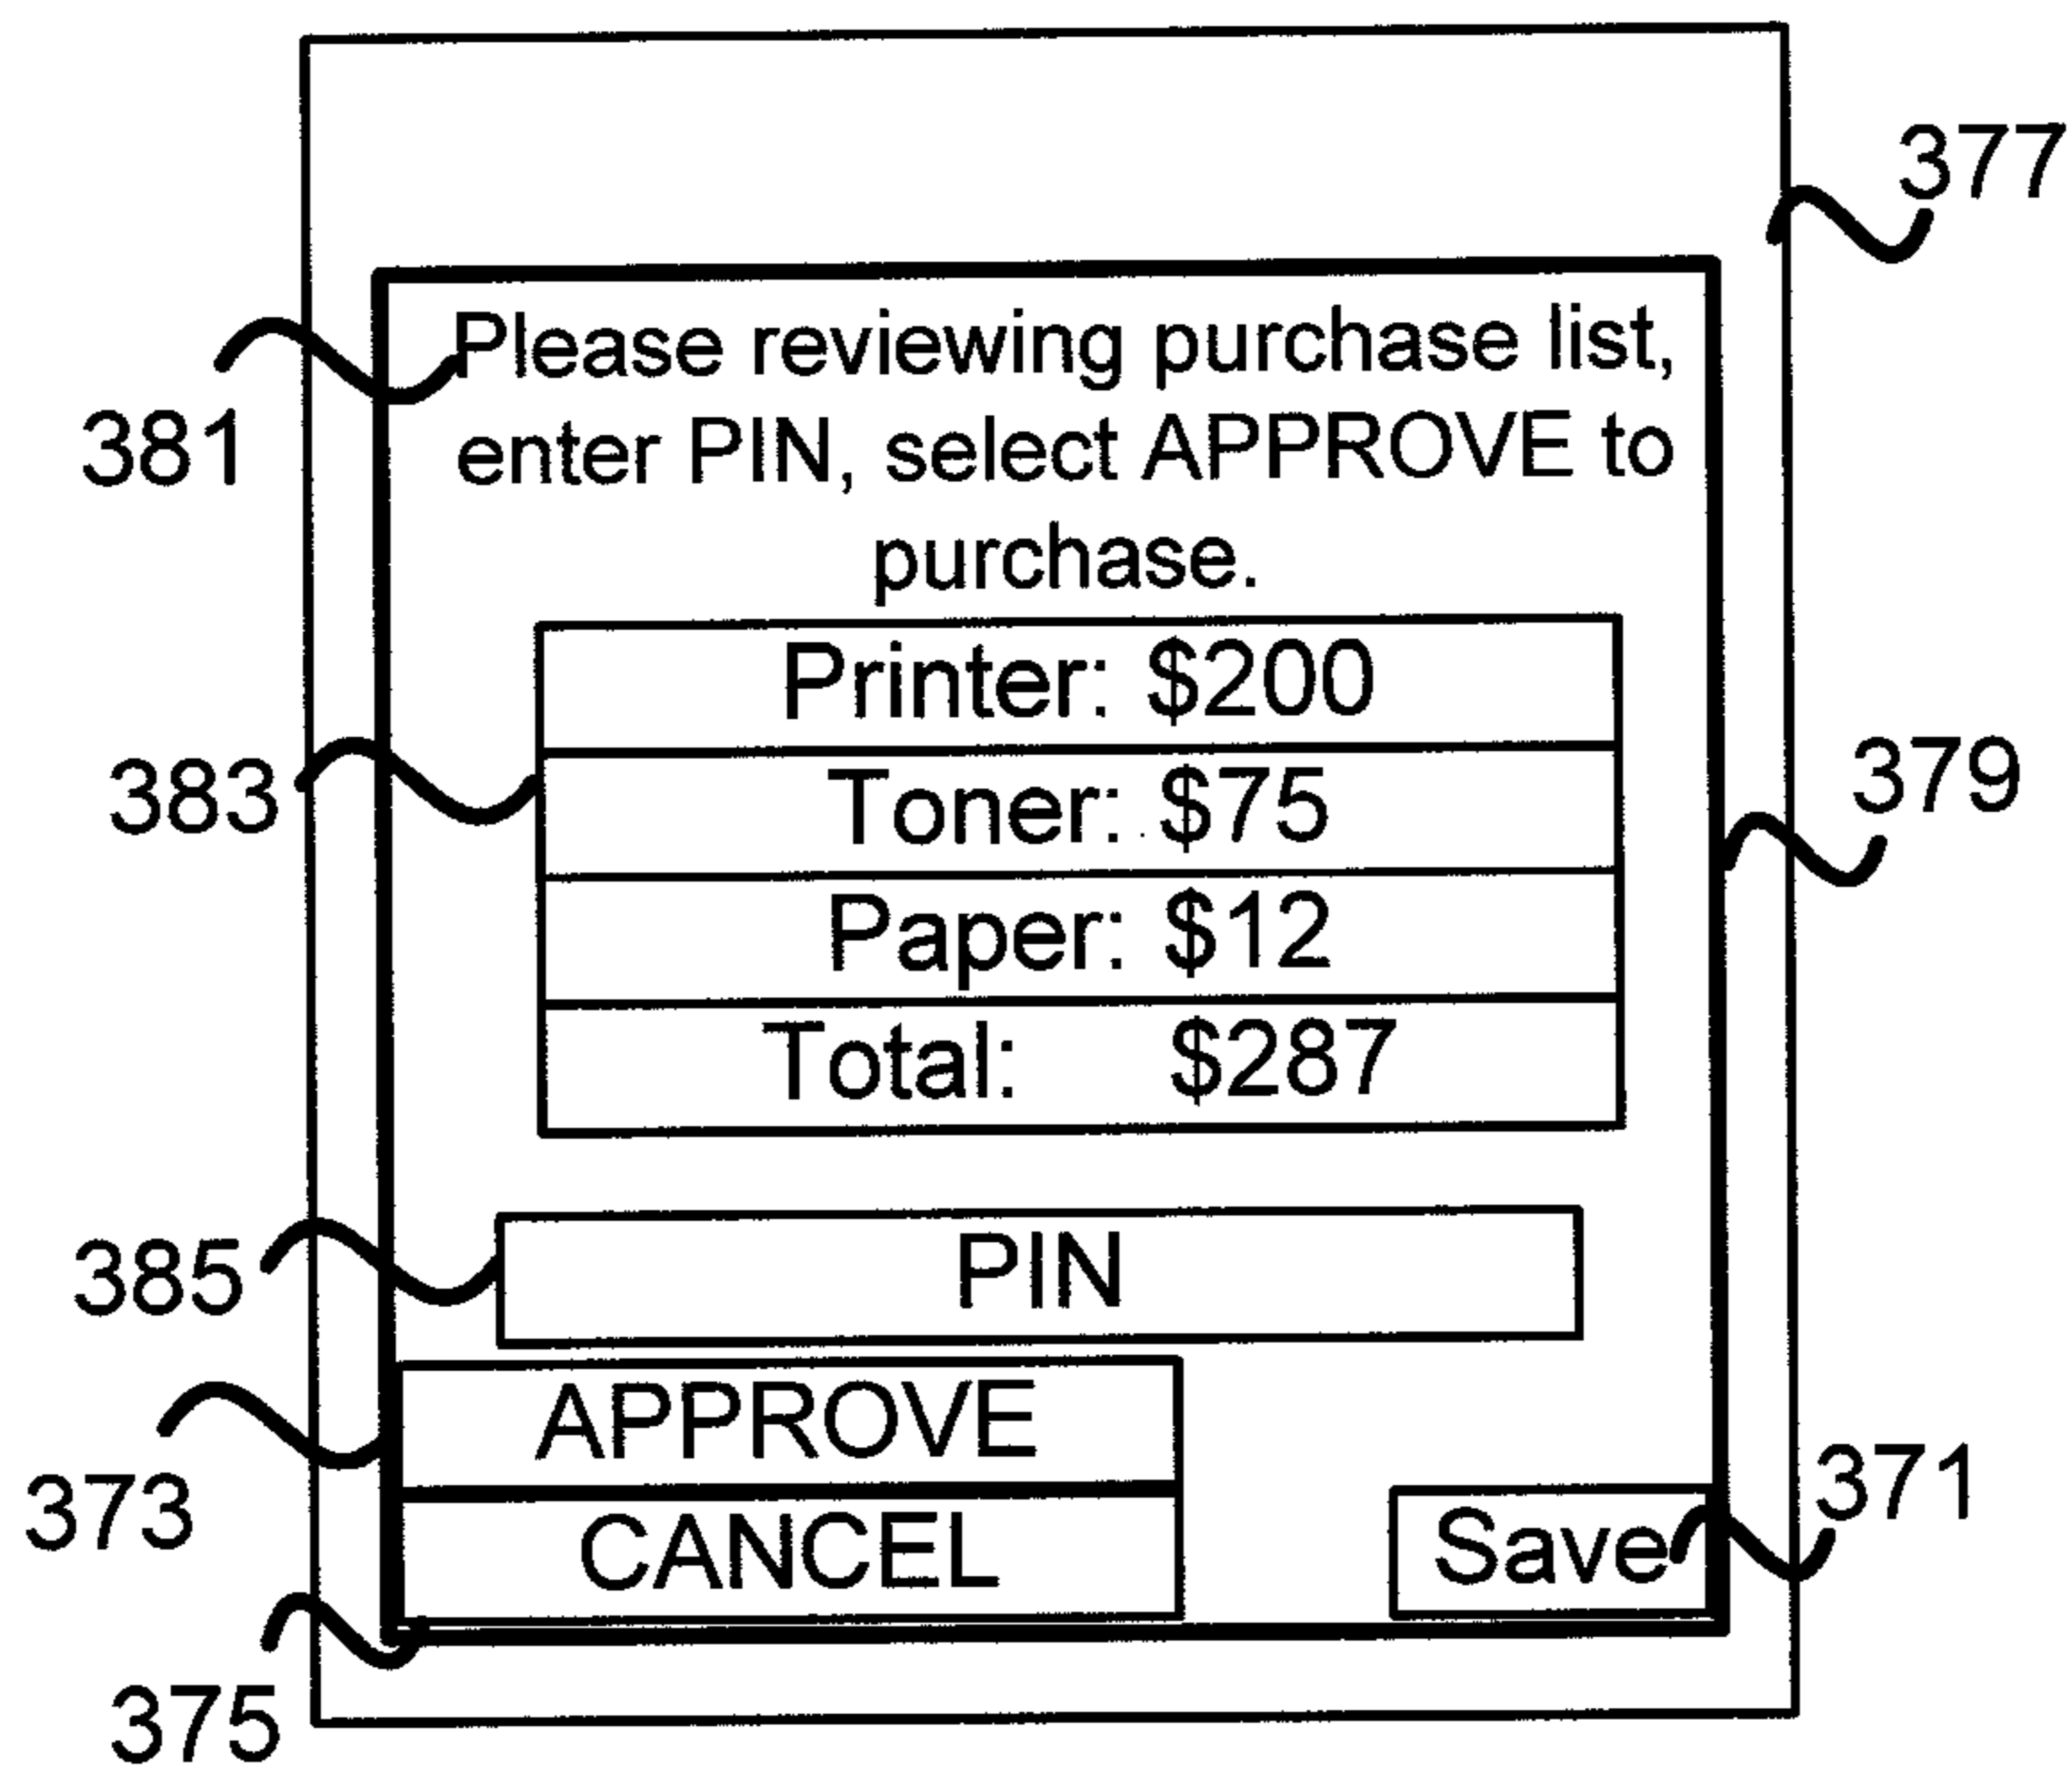 377
Please reviewing purchase list,
381
enter PIN, select APPROVE to
purchase.
Printer: $200
383
Toner: $75
379
Paper: $12
Total: $287
385
PIN
APPROVE
373
371
CANCEL
Save
375